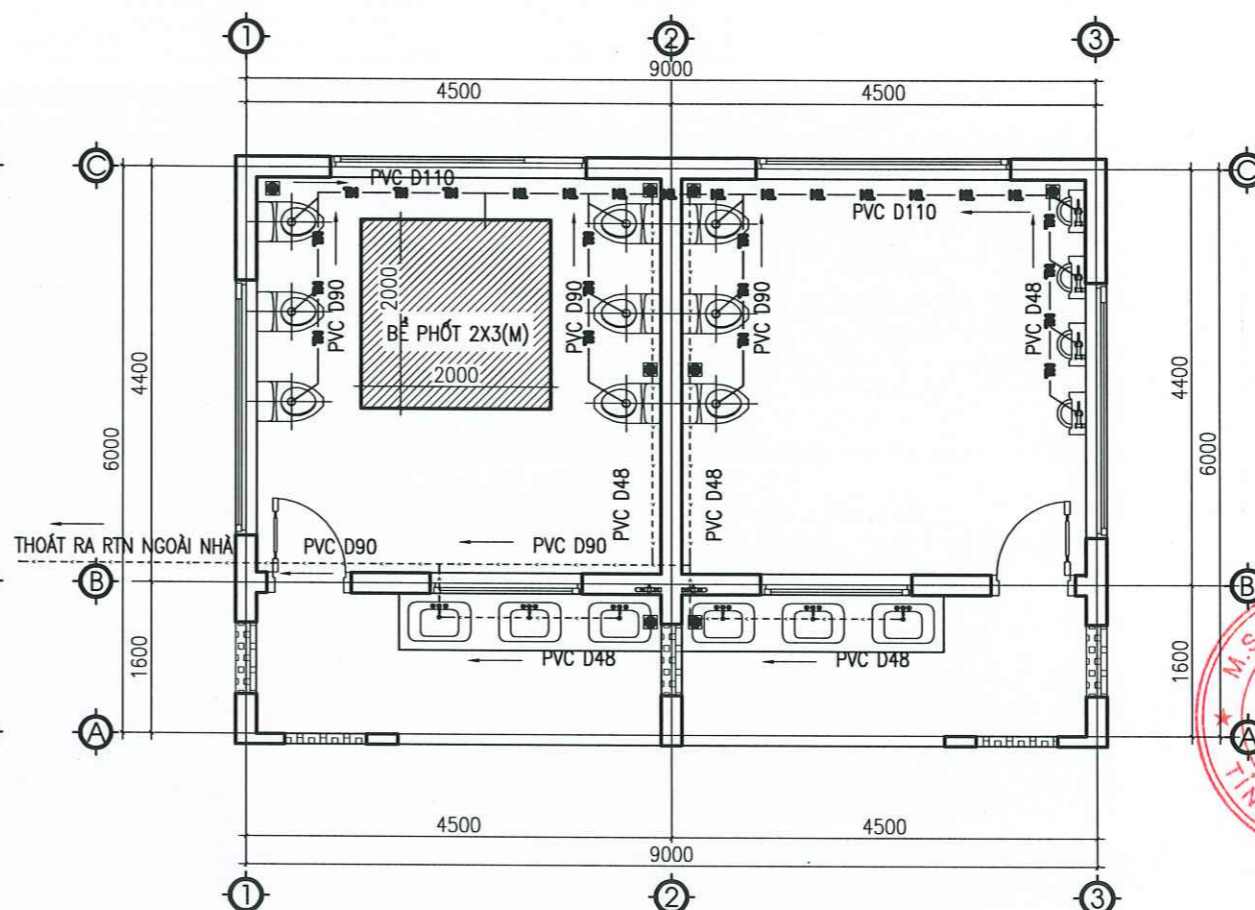 1
2
3
9000
4500
4500
C
C
PVC D110
PVC D110
PVC D90
2000
BỂ PHỐT 2X3(M)
2000
PVC D90
PVC D90
PVC D48
4400
6000
4400
6000
PVC D48
PVC D48
THOÁT RA RTN NGOÀI NHÀ
PVC D90
PVC D90
B
B
PVC D48
PVC D48
1600
1600
A
A
M.S
TỈN
4500
4500
9000
1
2
3